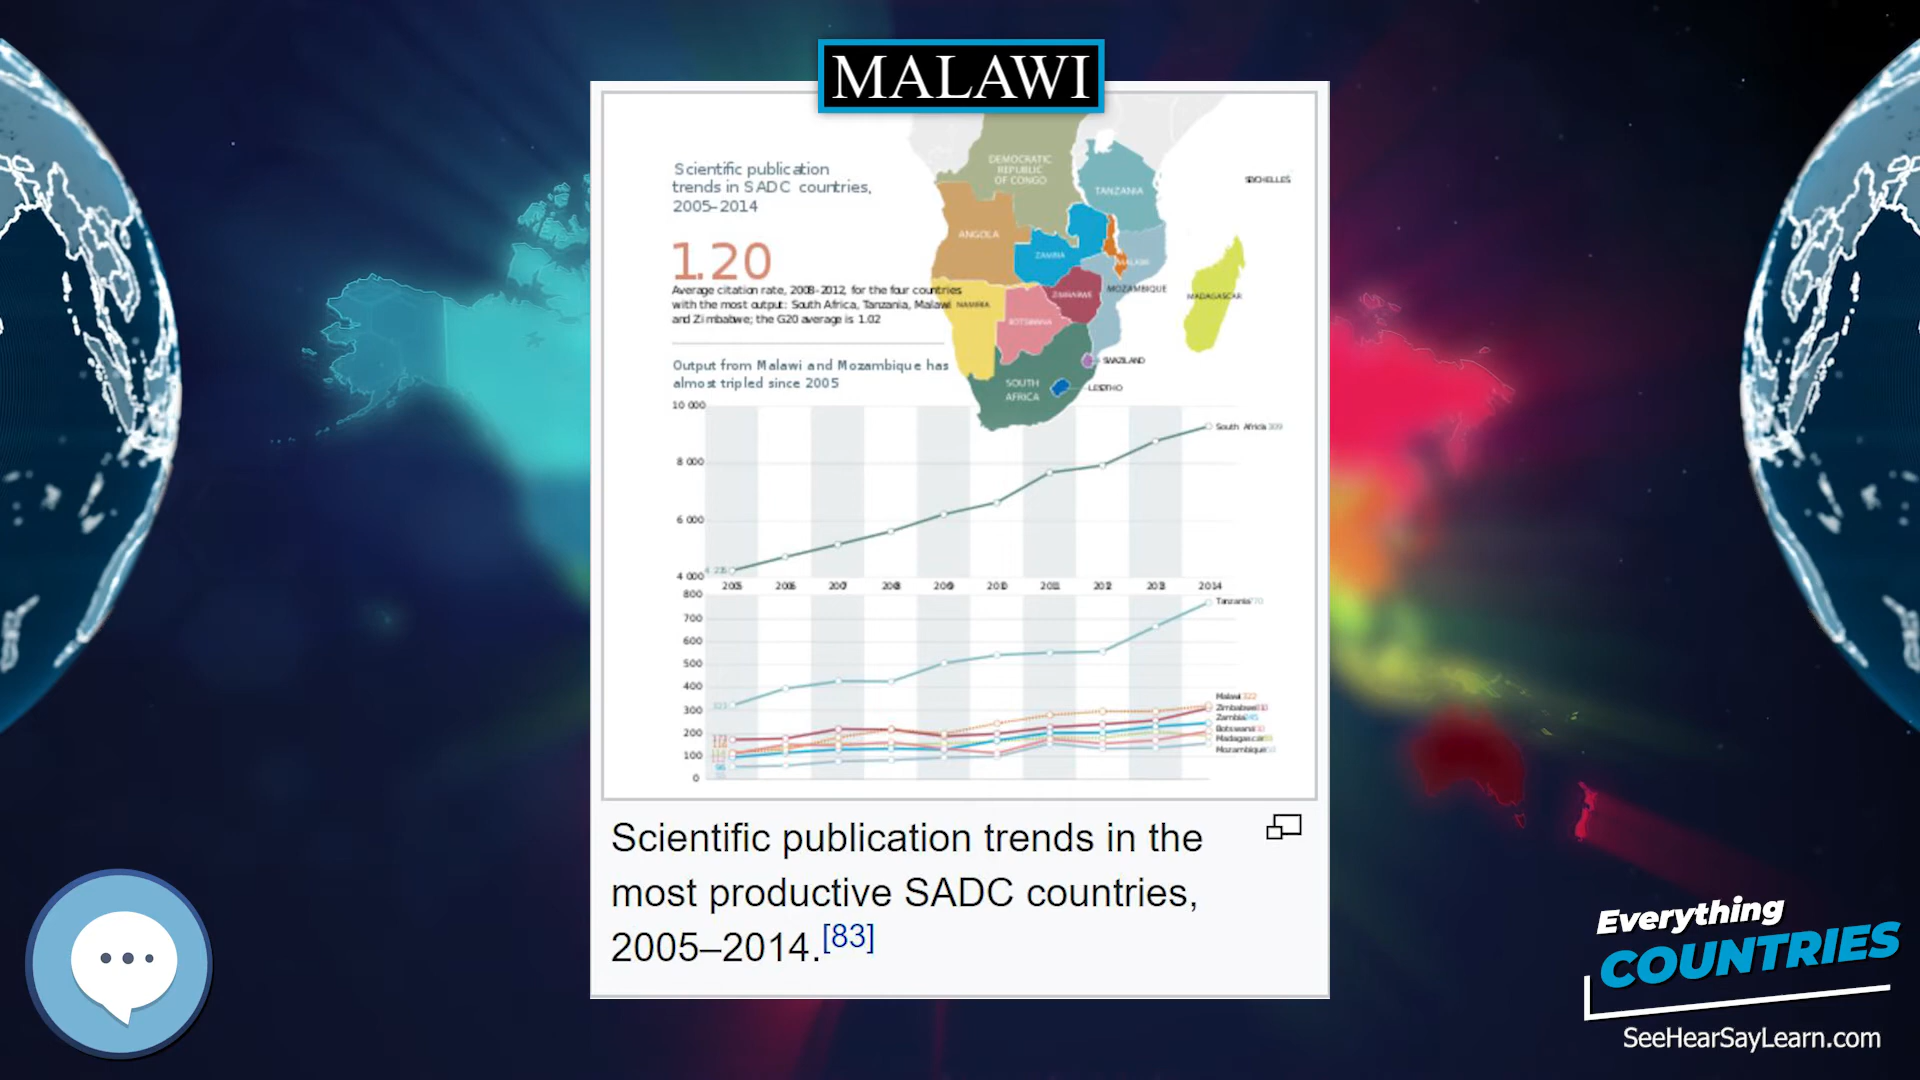 MALAWI
Scientific publication
trends in SADC countries,
2005–2014
1.20
Average citation rate, 2008–2012, for the four countries
with the most output: South Africa, Tanzania, Malawi
and Zimbabwe; the G20 average is 1.02
Output from Malawi and Mozambique has
almost tripled since 2005
DEMOCRATIC
REPUBLIC
OF CONGO
TANZANIA
SEYCHELLES
ANGOLA
ZAMBIA
MALAWI
MOZAMBIQUE
MADAGASCAR
NAMIBIA
ZIMBABWE
BOTSWANA
SWAZILAND
SOUTH
AFRICA
LESOTHO
10 000
8 000
6 000
4 000
South Africa
2005 2006 2007 2008 2009 2010 2011 2012 2013 2014
800
700
600
500
400
300
200
100
0
Tanzania 770
Malawi 322
Zimbabwe 310
Zambia 245
Botswana
Madagascar
Mozambique
Scientific publication trends in the
most productive SADC countries,
2005–2014.[83]
Everything
COUNTRIES
SeeHearSayLearn.com